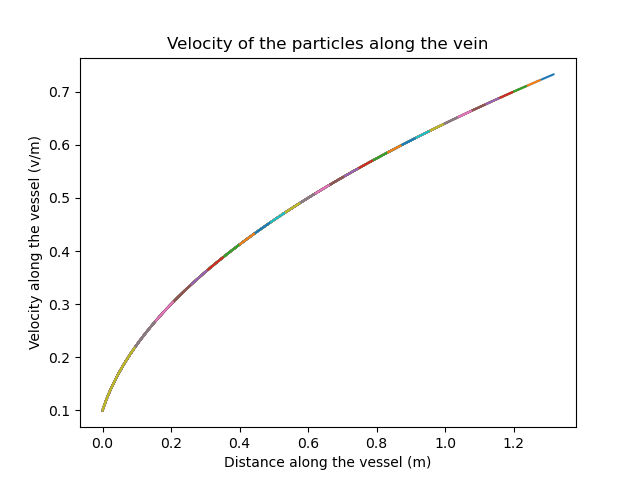 Velocity of the particles along the vein
Velocity along the vessel (v/m)
0.7
0.6
0.5
0.4
0.3
0.2
0.1
0.0 0.2 0.4 0.6 0.8 1.0 1.2
Distance along the vessel (m)